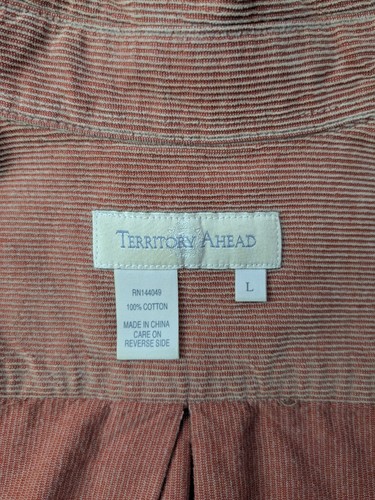 TERRITORY AHEAD
L
RN144049
100% COTTON
MADE IN CHINA
CARE ON
REVERSE SIDE